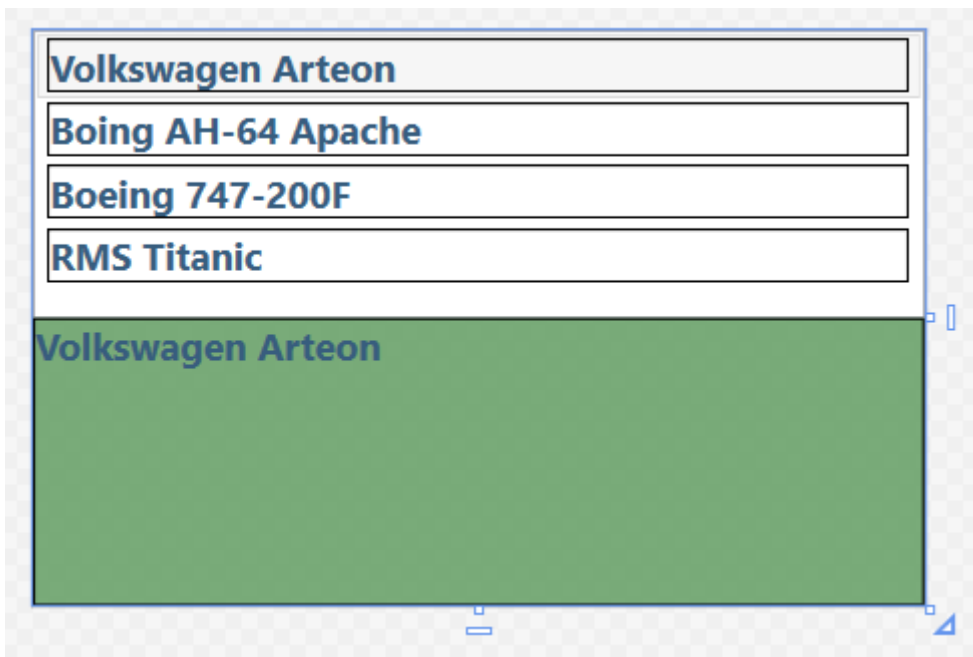 Volkswagen Arteon
Boing AH-64 Apache
Boeing 747-200F
RMS Titanic
Volkswagen Arteon